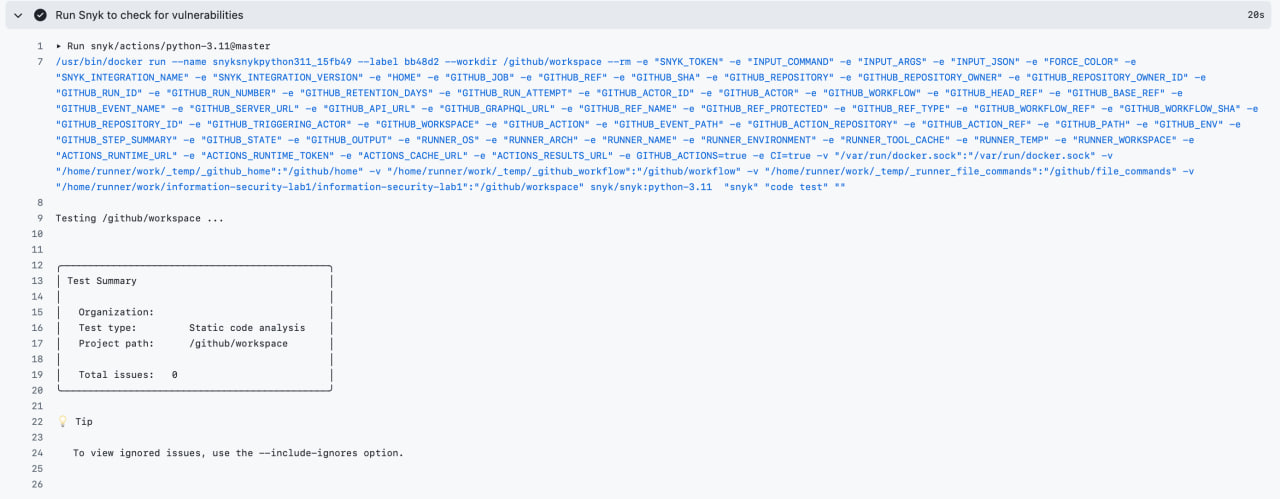 Run Snyk to check for vulnerabilities 20s
1 ▸ Run snyk/actions/python-3.11@master
7 /usr/bin/docker run --name snyksnykpython311_15fb49 --label bb48d2 --workdir /github/workspace --rm -e "SNYK_TOKEN" -e "INPUT_COMMAND" -e "INPUT_ARGS" -e "INPUT_JSON" -e "FORCE_COLOR" -e
"SNYK_INTEGRATION_NAME" -e "SNYK_INTEGRATION_VERSION" -e "HOME" -e "GITHUB_JOB" -e "GITHUB_REF" -e "GITHUB_SHA" -e "GITHUB_REPOSITORY" -e "GITHUB_REPOSITORY_OWNER" -e "GITHUB_REPOSITORY_OWNER_ID" -e
"GITHUB_RUN_ID" -e "GITHUB_RUN_NUMBER" -e "GITHUB_RETENTION_DAYS" -e "GITHUB_RUN_ATTEMPT" -e "GITHUB_ACTOR_ID" -e "GITHUB_ACTOR" -e "GITHUB_WORKFLOW" -e "GITHUB_HEAD_REF" -e "GITHUB_BASE_REF" -e
"GITHUB_EVENT_NAME" -e "GITHUB_SERVER_URL" -e "GITHUB_API_URL" -e "GITHUB_GRAPHQL_URL" -e "GITHUB_REF_NAME" -e "GITHUB_REF_PROTECTED" -e "GITHUB_REF_TYPE" -e "GITHUB_WORKFLOW_REF" -e "GITHUB_WORKFLOW_SHA" -e
"GITHUB_REPOSITORY_ID" -e "GITHUB_TRIGGERING_ACTOR" -e "GITHUB_WORKSPACE" -e "GITHUB_ACTION" -e "GITHUB_EVENT_PATH" -e "GITHUB_ACTION_REPOSITORY" -e "GITHUB_ACTION_REF" -e "GITHUB_PATH" -e "GITHUB_ENV" -e
"GITHUB_STEP_SUMMARY" -e "GITHUB_STATE" -e "GITHUB_OUTPUT" -e "RUNNER_OS" -e "RUNNER_ARCH" -e "RUNNER_NAME" -e "RUNNER_ENVIRONMENT" -e "RUNNER_TOOL_CACHE" -e "RUNNER_TEMP" -e "RUNNER_WORKSPACE" -e
"ACTIONS_RUNTIME_URL" -e "ACTIONS_RUNTIME_TOKEN" -e "ACTIONS_CACHE_URL" -e "ACTIONS_RESULTS_URL" -e GITHUB_ACTIONS=true -e CI=true -v "/var/run/docker.sock":"/var/run/docker.sock" -v
"/home/runner/work/_temp/_github_home":"/github/home" -v "/home/runner/work/_temp/_github_workflow":"/github/workflow" -v "/home/runner/work/_temp/_runner_file_commands":"/github/file_commands" -v
"/home/runner/work/information-security-lab1/information-security-lab1":"/github/workspace" snyk/snyk:python-3.11 "snyk" "code test" ""
8
9 Testing /github/workspace ...
10
11
12
13 Test Summary
14
15 Organization:
16 Test type: Static code analysis
17 Project path: /github/workspace
18
19 Total issues: 0
20
21
22 💡 Tip
23
24 To view ignored issues, use the --include-ignores option.
25
26